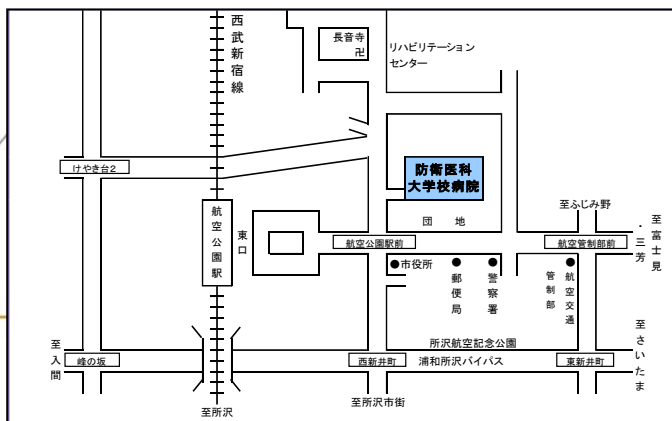 西武新宿線
長音寺
卍
リハビリテーション
センター
けやき台2
防衛医科
大学校病院
至ふじみ野
団 地
航空公園駅
東口
航空公園駅前
航空管制部前
至富士見
・三芳
●市役所
●郵便局
●警察署
●航空交通
管制部
所沢航空記念公園
至入間
峰の坂
西新井町
浦和所沢バイパス
東新井町
至さいたま
至所沢
至所沢市街